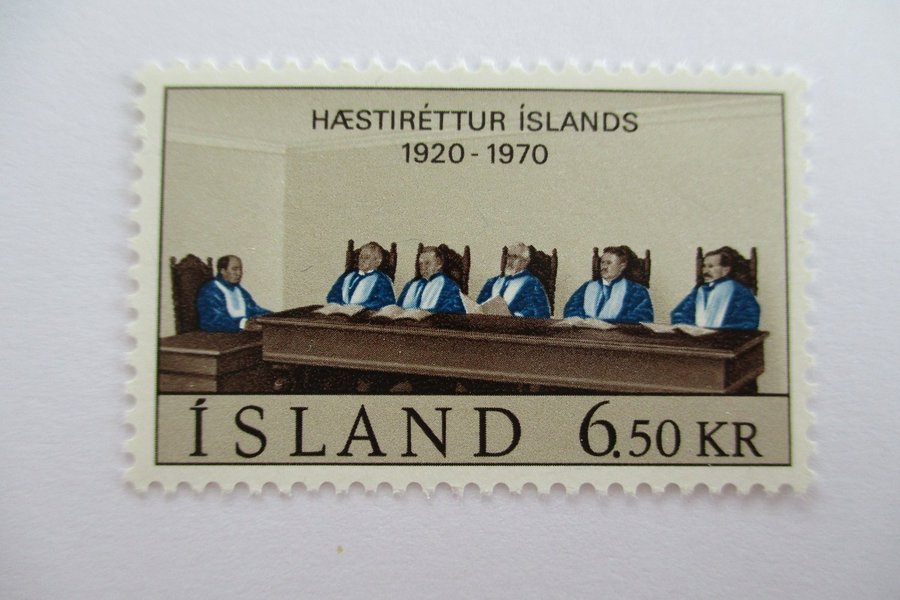 HÆSTIRÉTTUR ÍSLANDS
1920 - 1970
ÍSLAND 6.50 KR